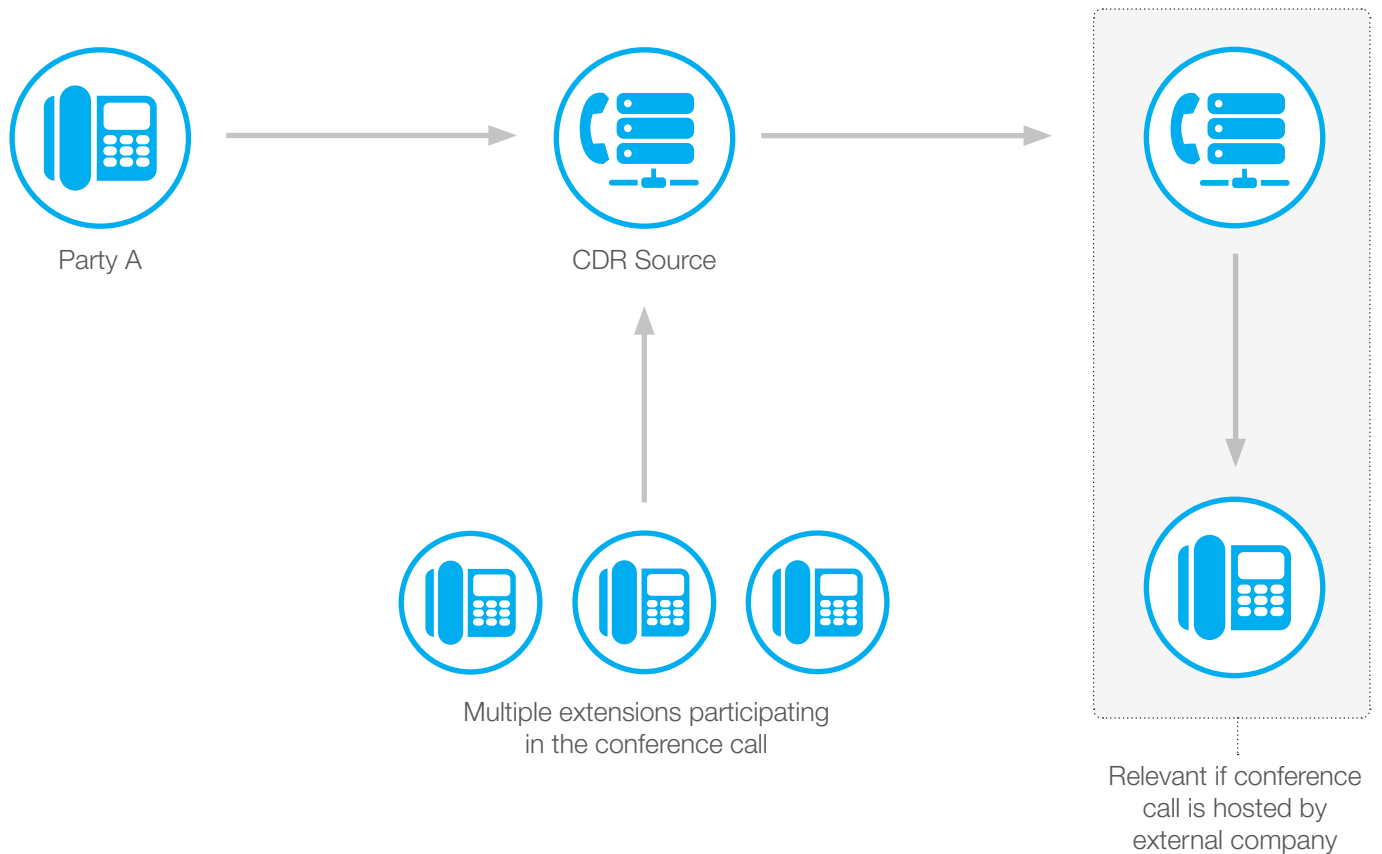 Party A
CDR Source
Multiple extensions participating
in the conference call
Relevant if conference
call is hosted by
external company